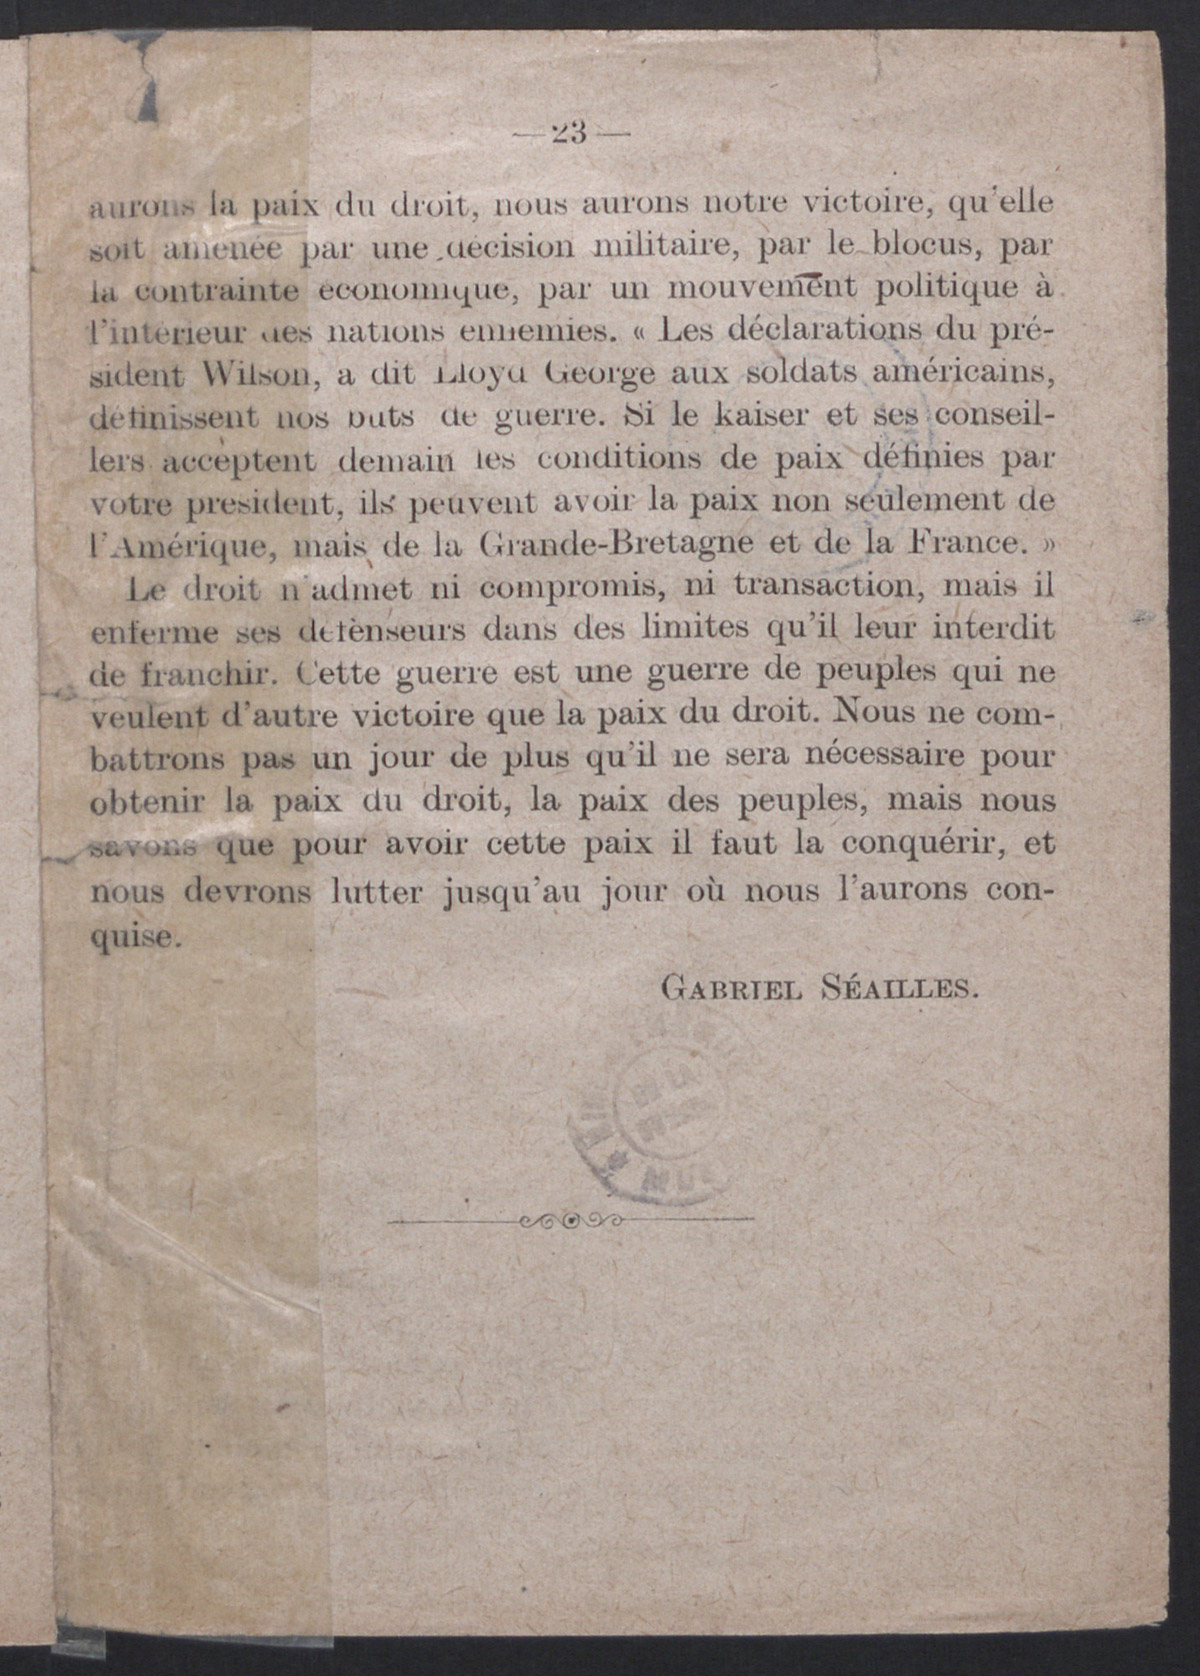 — 23 —
aurons la paix du droit, nous aurons notre victoire, qu'elle
soit amenée par une décision militaire, par le blocus, par
la contrainte économique, par un mouvement politique à
l'intérieur des nations ennemies. « Les déclarations du pré-
sident Wilson, a dit Lloyd George aux soldats américains,
définissent nos buts de guerre. Si le kaiser et ses conseil-
lers acceptent demain les conditions de paix définies par
votre président, ils peuvent avoir la paix non seulement de
l'Amérique, mais de la Grande-Bretagne et de la France. »
Le droit n'admet ni compromis, ni transaction, mais il
enferme ses défenseurs dans des limites qu'il leur interdit
de franchir. Cette guerre est une guerre de peuples qui ne
veulent d'autre victoire que la paix du droit. Nous ne com-
battrons pas un jour de plus qu'il ne sera nécessaire pour
obtenir la paix du droit, la paix des peuples, mais nous
savons que pour avoir cette paix il faut la conquérir, et
nous devrons lutter jusqu'au jour où nous l'aurons con-
quise.
GABRIEL SÉAILLES.